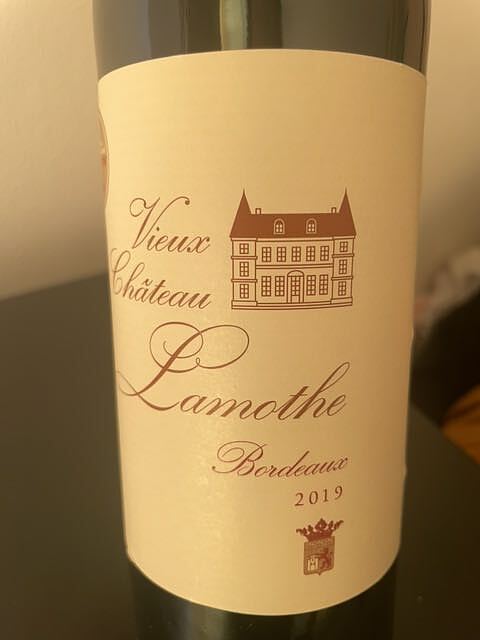 Vieux
Château
Lamothe
Bordeaux
2019